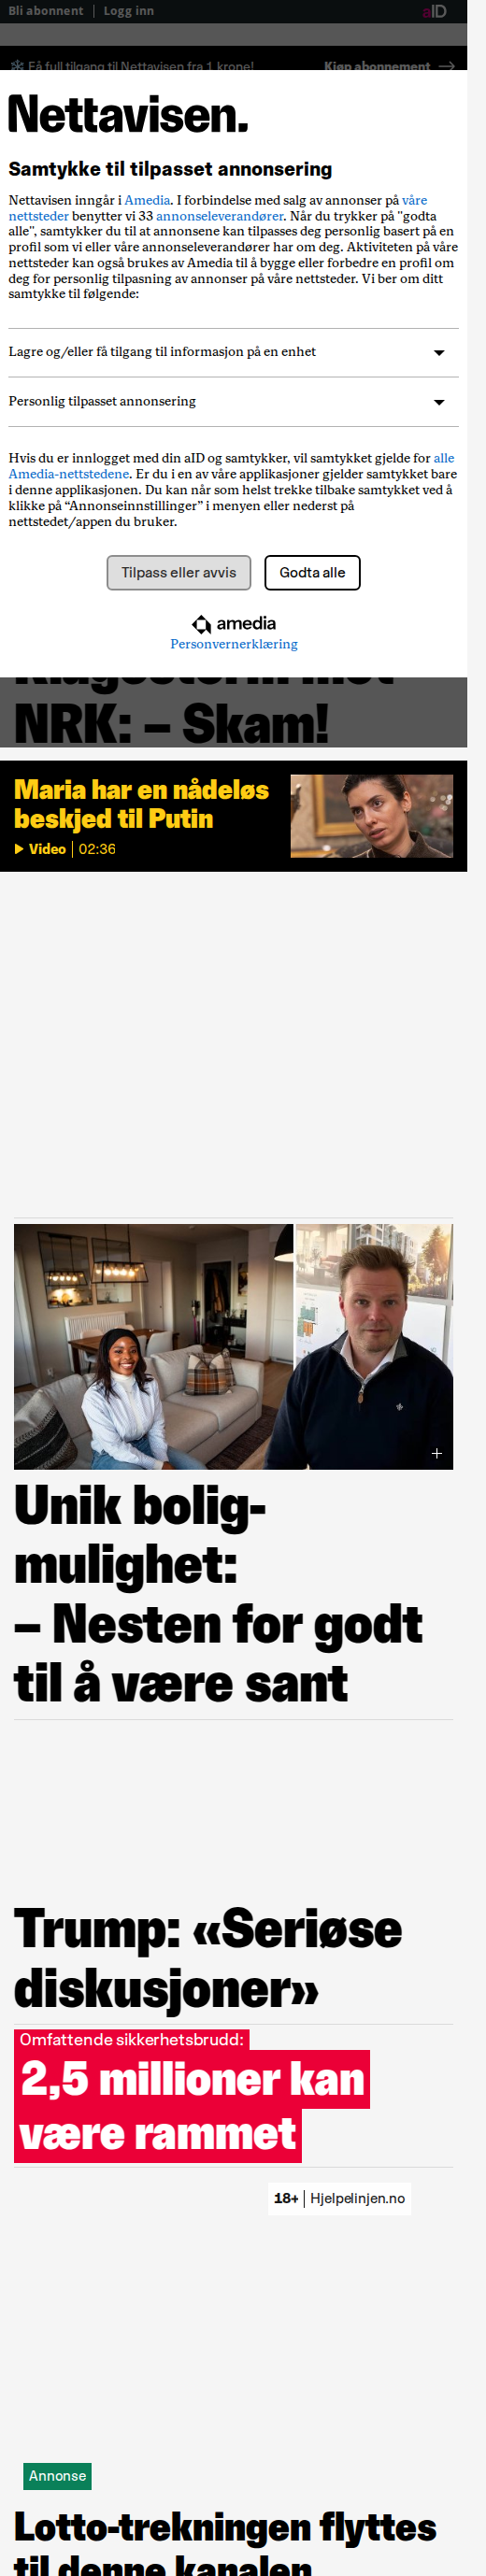 Bli abonnent | Logg inn
aID
Få full tilgang til Nettavisen fra 1 krone!
Kjøp abonnement
Nettavisen.
Samtykke til tilpasset annonsering
Nettavisen inngår i Amedia. I forbindelse med salg av annonser på våre
nettsteder benytter vi 33 annonseleverandører. Når du trykker på "godta
alle", samtykker du til at annonsene kan tilpasses deg personlig basert på en
profil som vi eller våre annonseleverandører har om deg. Aktiviteten på våre
nettsteder kan også brukes av Amedia til å bygge eller forbedre en profil om
deg for personlig tilpasning av annonser på våre nettsteder. Vi ber om ditt
samtykke til følgende:
Lagre og/eller få tilgang til informasjon på en enhet
Personlig tilpasset annonsering
Hvis du er innlogget med din aID og samtykker, vil samtykket gjelde for alle
Amedia-nettstedene. Er du i en av våre applikasjoner gjelder samtykket bare
i denne applikasjonen. Du kan når som helst trekke tilbake samtykket ved å
klikke på “Annonseinnstillinger” i menyen eller nederst på
nettstedet/appen du bruker.
Tilpass eller avvis
Godta alle
amedia
Personvernerklæring
NRK: – Skam!
Maria har en nådeløs
beskjed til Putin
Video | 02:36
Unik bolig-
mulighet:
– Nesten for godt
til å være sant
Trump: «Seriøse
diskusjoner»
Omfattende sikkerhetsbrudd:
2,5 millioner kan
være rammet
18+ | Hjelpelinjen.no
Annonse
Lotto-trekningen flyttes
til denne kanalen